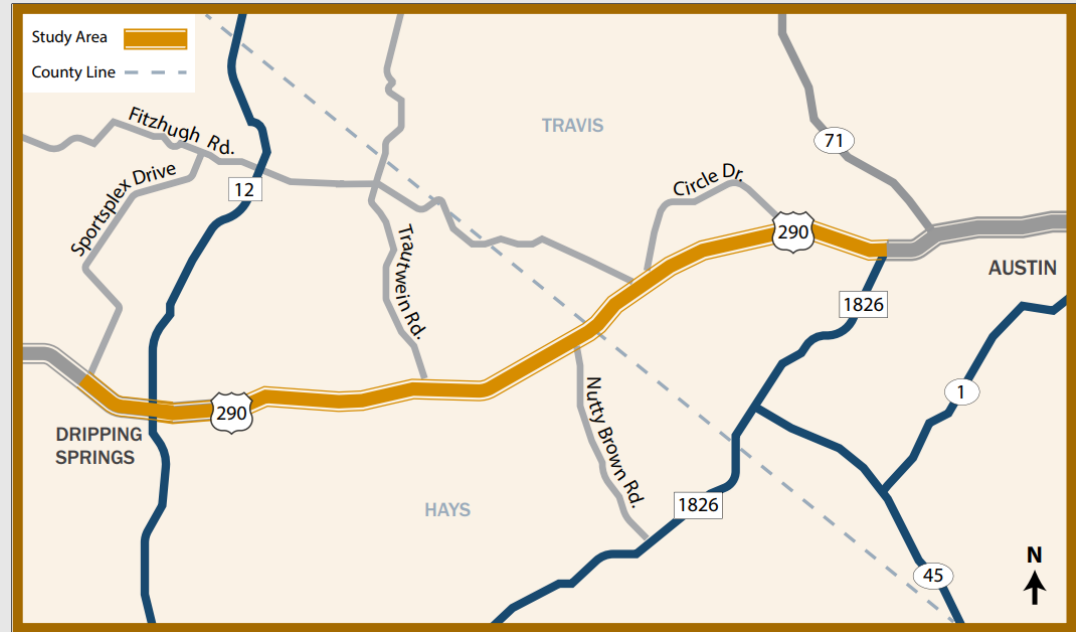 Study Area
County Line
Fitzhugh Rd.
TRAVIS
71
Sportsplex Drive
12
Circle Dr.
290
Trautwein Rd.
AUSTIN
1826
1
290
DRIPPING
SPRINGS
Nutty Brown Rd.
HAYS
1826
N
45